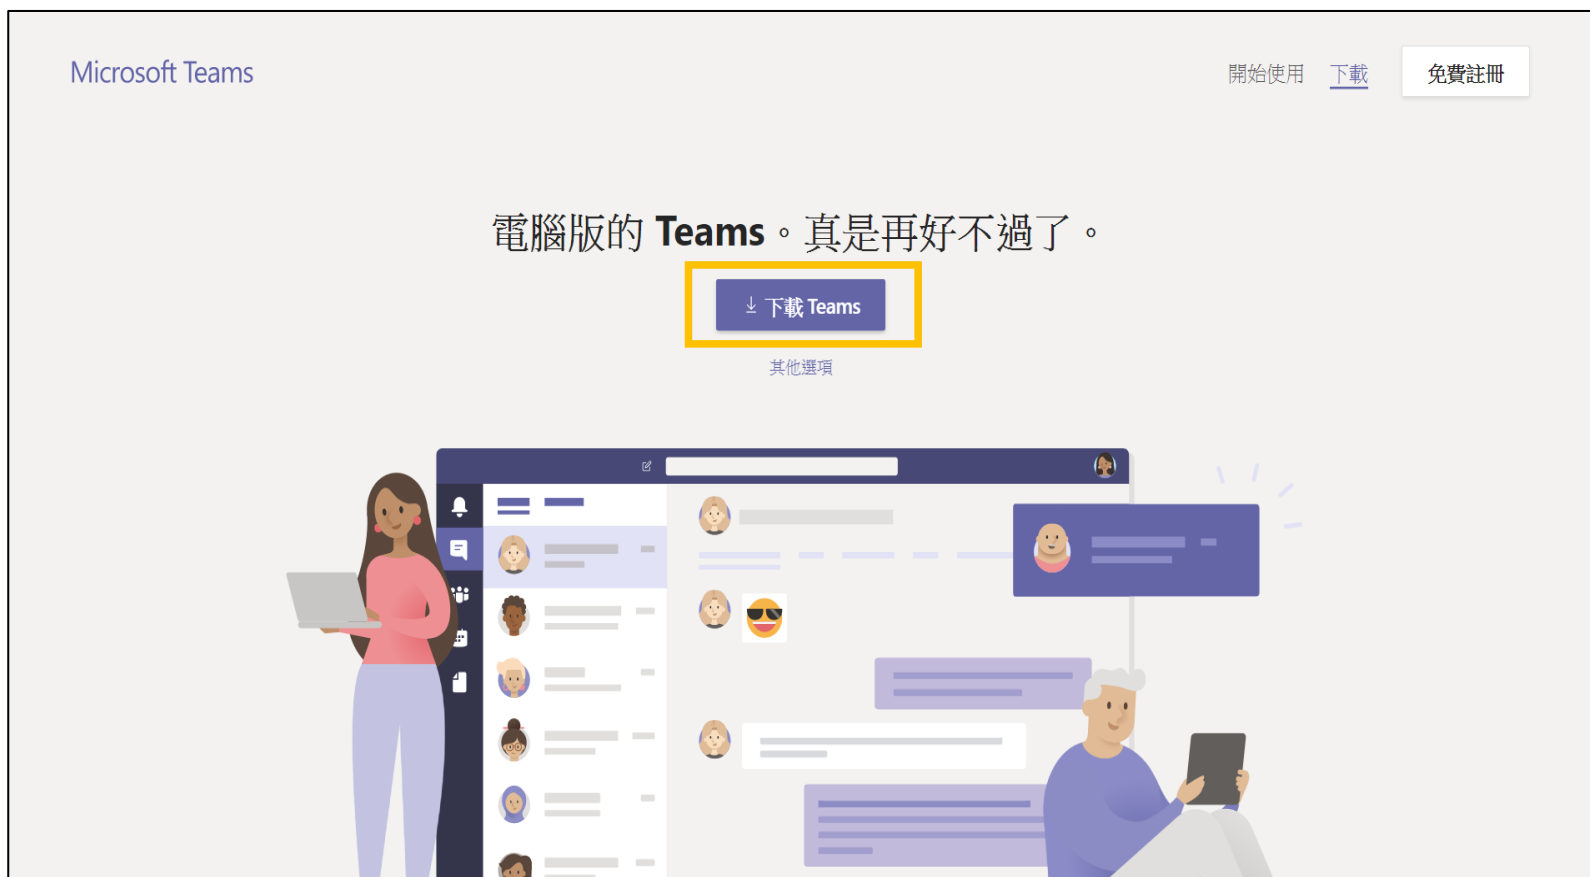 Microsoft Teams
開始使用 下載 免費註冊
電腦版的 Teams。真是再好不過了。
下載 Teams
其他選項